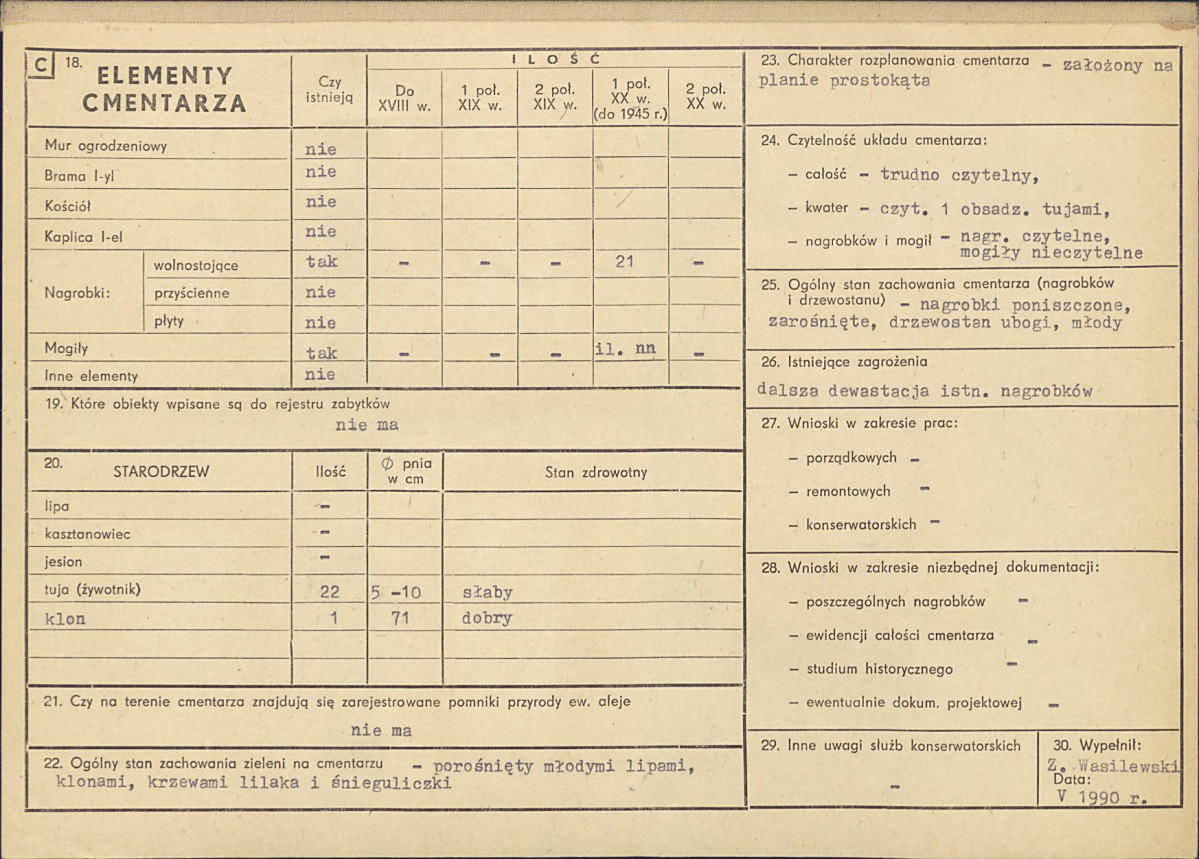 C 18. ELEMENTY CMENTARZA
Czy istnieją
ILOŚĆ
Do XVIII w.
1 poł. XIX w.
2 poł. XIX w.
1 poł. XX w. (do 1945 r.)
2 poł. XX w.
Mur ogrodzeniowy nie
Brama I-yl nie
Kościół nie
Kaplica I-el nie
Nagrobki:
wolnostojące tak - - - 21 -
przyścienne nie
płyty nie
Mogiły tak - - - il. nn -
Inne elementy nie
19. Które obiekty wpisane są do rejestru zabytków
nie ma
20. STARODRZEW Ilość Ø pnia w cm Stan zdrowotny
lipa -
kasztanowiec -
jesion -
tuja (żywotnik) 22 5 -10 słaby
klon 1 71 dobry
21. Czy na terenie cmentarza znajdują się zarejestrowane pomniki przyrody ew. aleje
nie ma
22. Ogólny stan zachowania zieleni na cmentarzu - porośnięty młodymi lipami,
klonami, krzewami lilaka i śnieguliczki
23. Charakter rozplanowania cmentarza - założony na
planie prostokąta
24. Czytelność układu cmentarza:
– całość - trudno czytelny,
– kwater - czyt. 1 obsadz. tujami,
– nagrobków i mogił - nagr. czytelne,
mogiły nieczytelne
25. Ogólny stan zachowania cmentarza (nagrobków
i drzewostanu) - nagrobki poniszczone,
zarośnięte, drzewostan ubogi, młody
26. Istniejące zagrożenia
dalsza dewastacja istn. nagrobków
27. Wnioski w zakresie prac:
– porządkowych -
– remontowych -
– konserwatorskich -
28. Wnioski w zakresie niezbędnej dokumentacji:
– poszczególnych nagrobków -
– ewidencji całości cmentarza -
– studium historycznego -
– ewentualnie dokum. projektowej -
29. Inne uwagi służb konserwatorskich
-
30. Wypełnił:
Z. Wasilewski
Data:
V 1990 r.